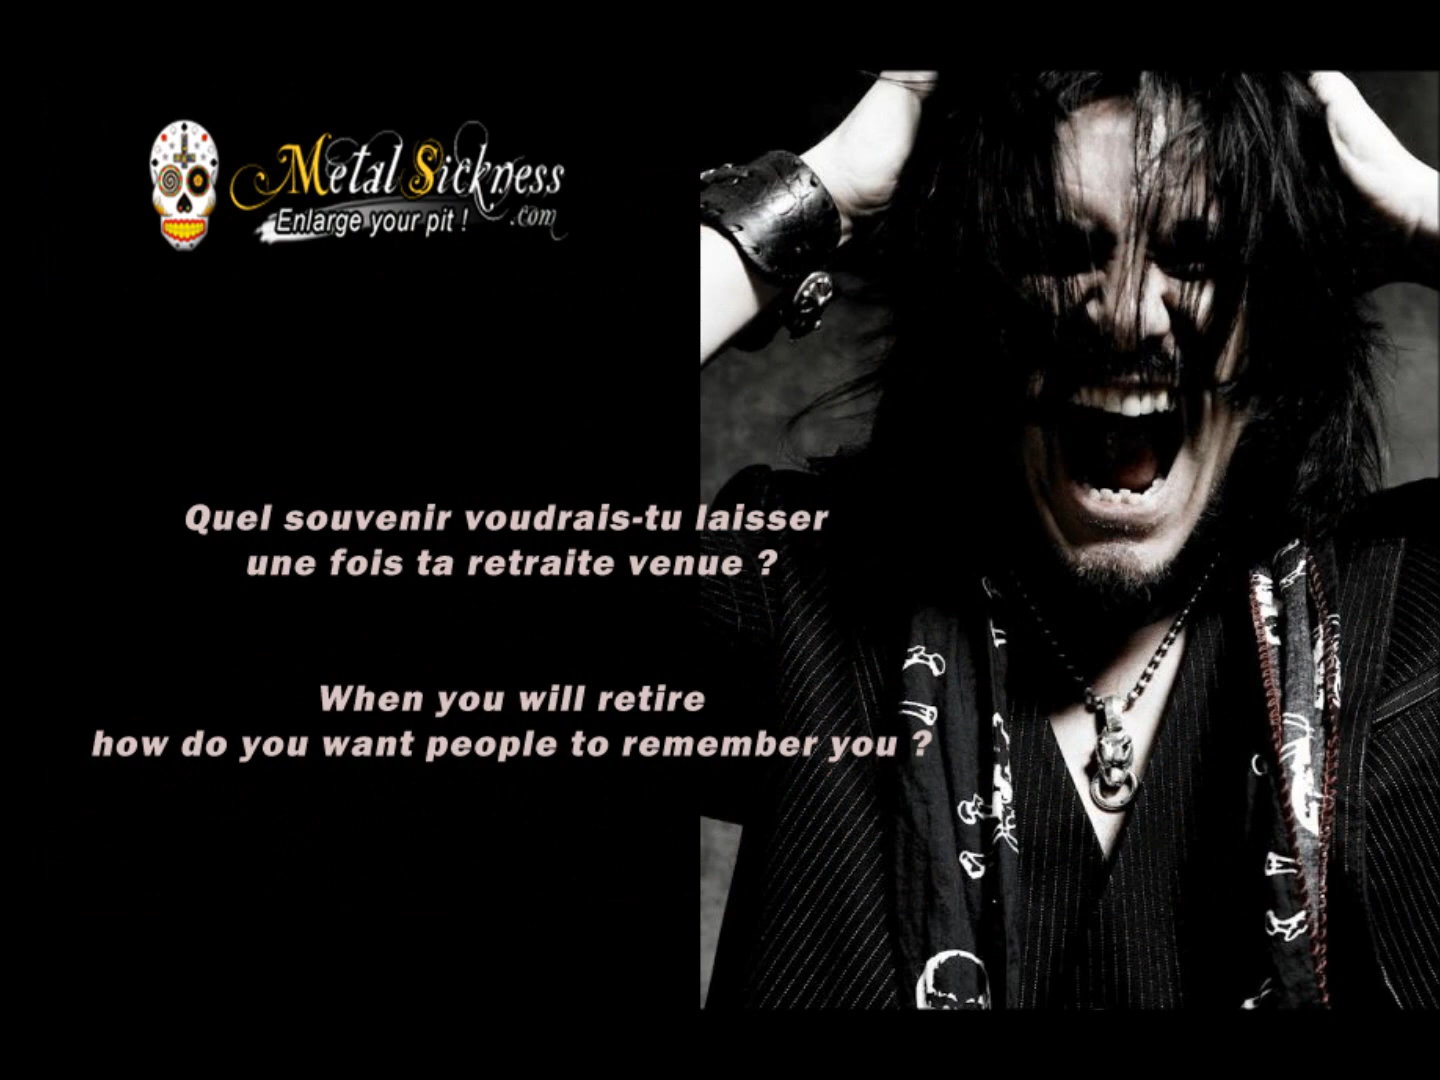 Metal Sickness
.com
Enlarge your pit !
Quel souvenir voudrais-tu laisser
une fois ta retraite venue ?
When you will retire
how do you want people to remember you ?